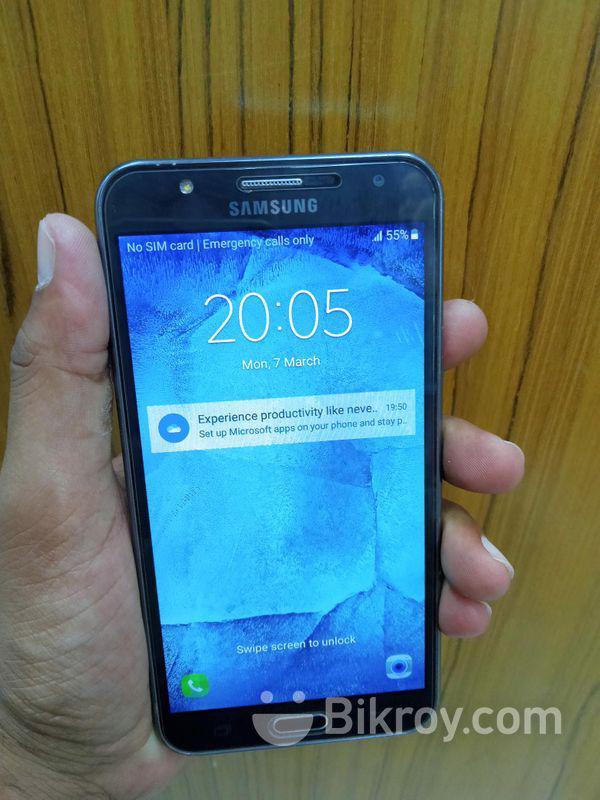 SAMSUNG
No SIM card | Emergency calls only 55%
20:05
Mon, 7 March
Experience productivity like neve.. 19:50
Set up Microsoft apps on your phone and stay p..
Swipe screen to unlock
Bikroy.com